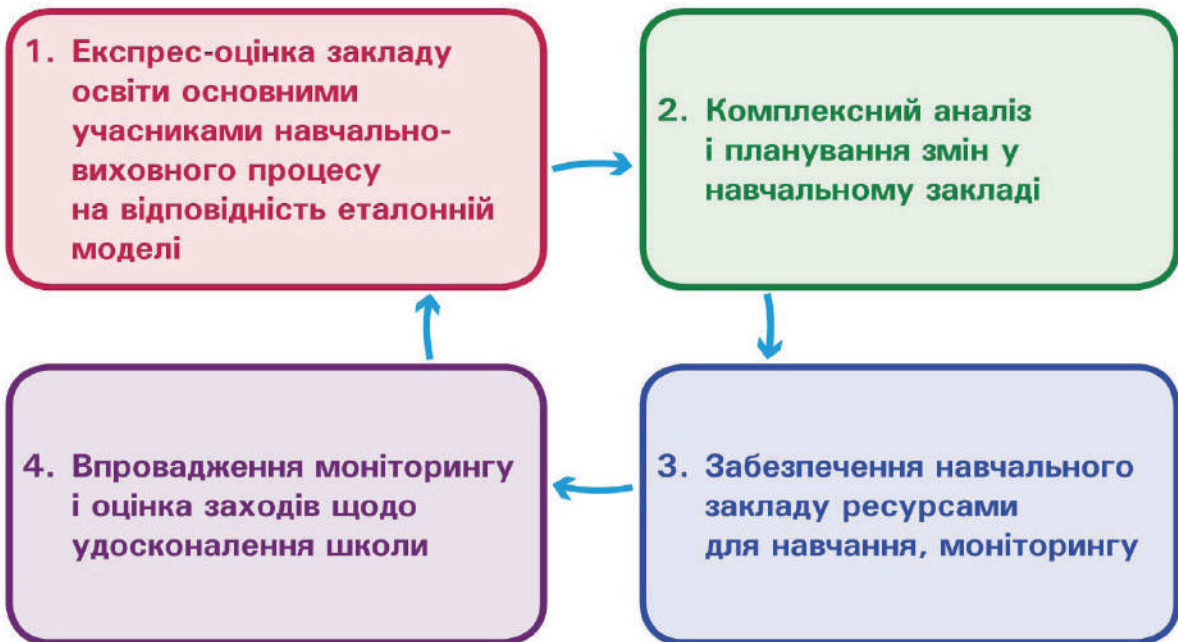 1. Експрес-оцінка закладу
освіти основними
учасниками навчально-
виховного процесу
на відповідність еталонній
моделі
2. Комплексний аналіз
і планування змін у
навчальному закладі
3. Забезпечення навчального
закладу ресурсами
для навчання, моніторингу
4. Впровадження моніторингу
і оцінка заходів щодо
удосконалення школи